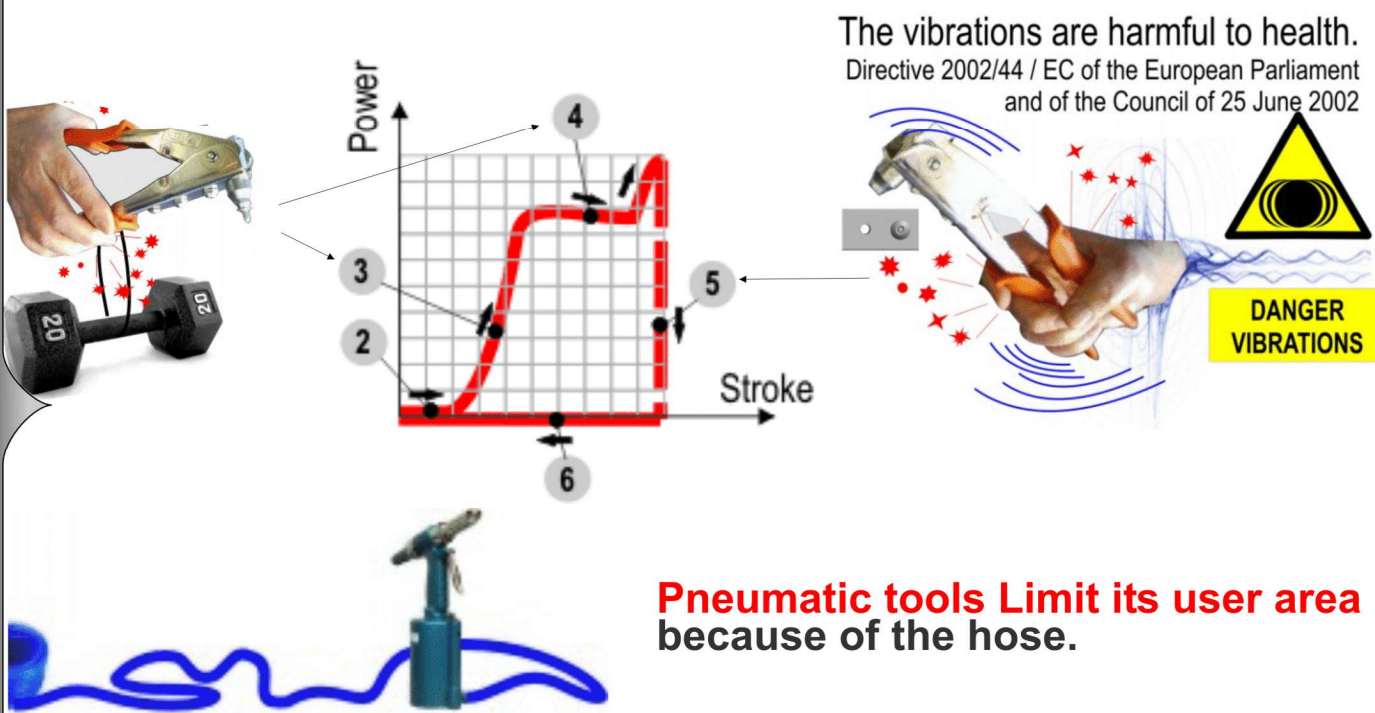 The vibrations are harmful to health.
Directive 2002/44 / EC of the European Parliament
and of the Council of 25 June 2002
Power
4
3
5
2
Stroke
6
20
20
DANGER
VIBRATIONS
Pneumatic tools Limit its user area
because of the hose.